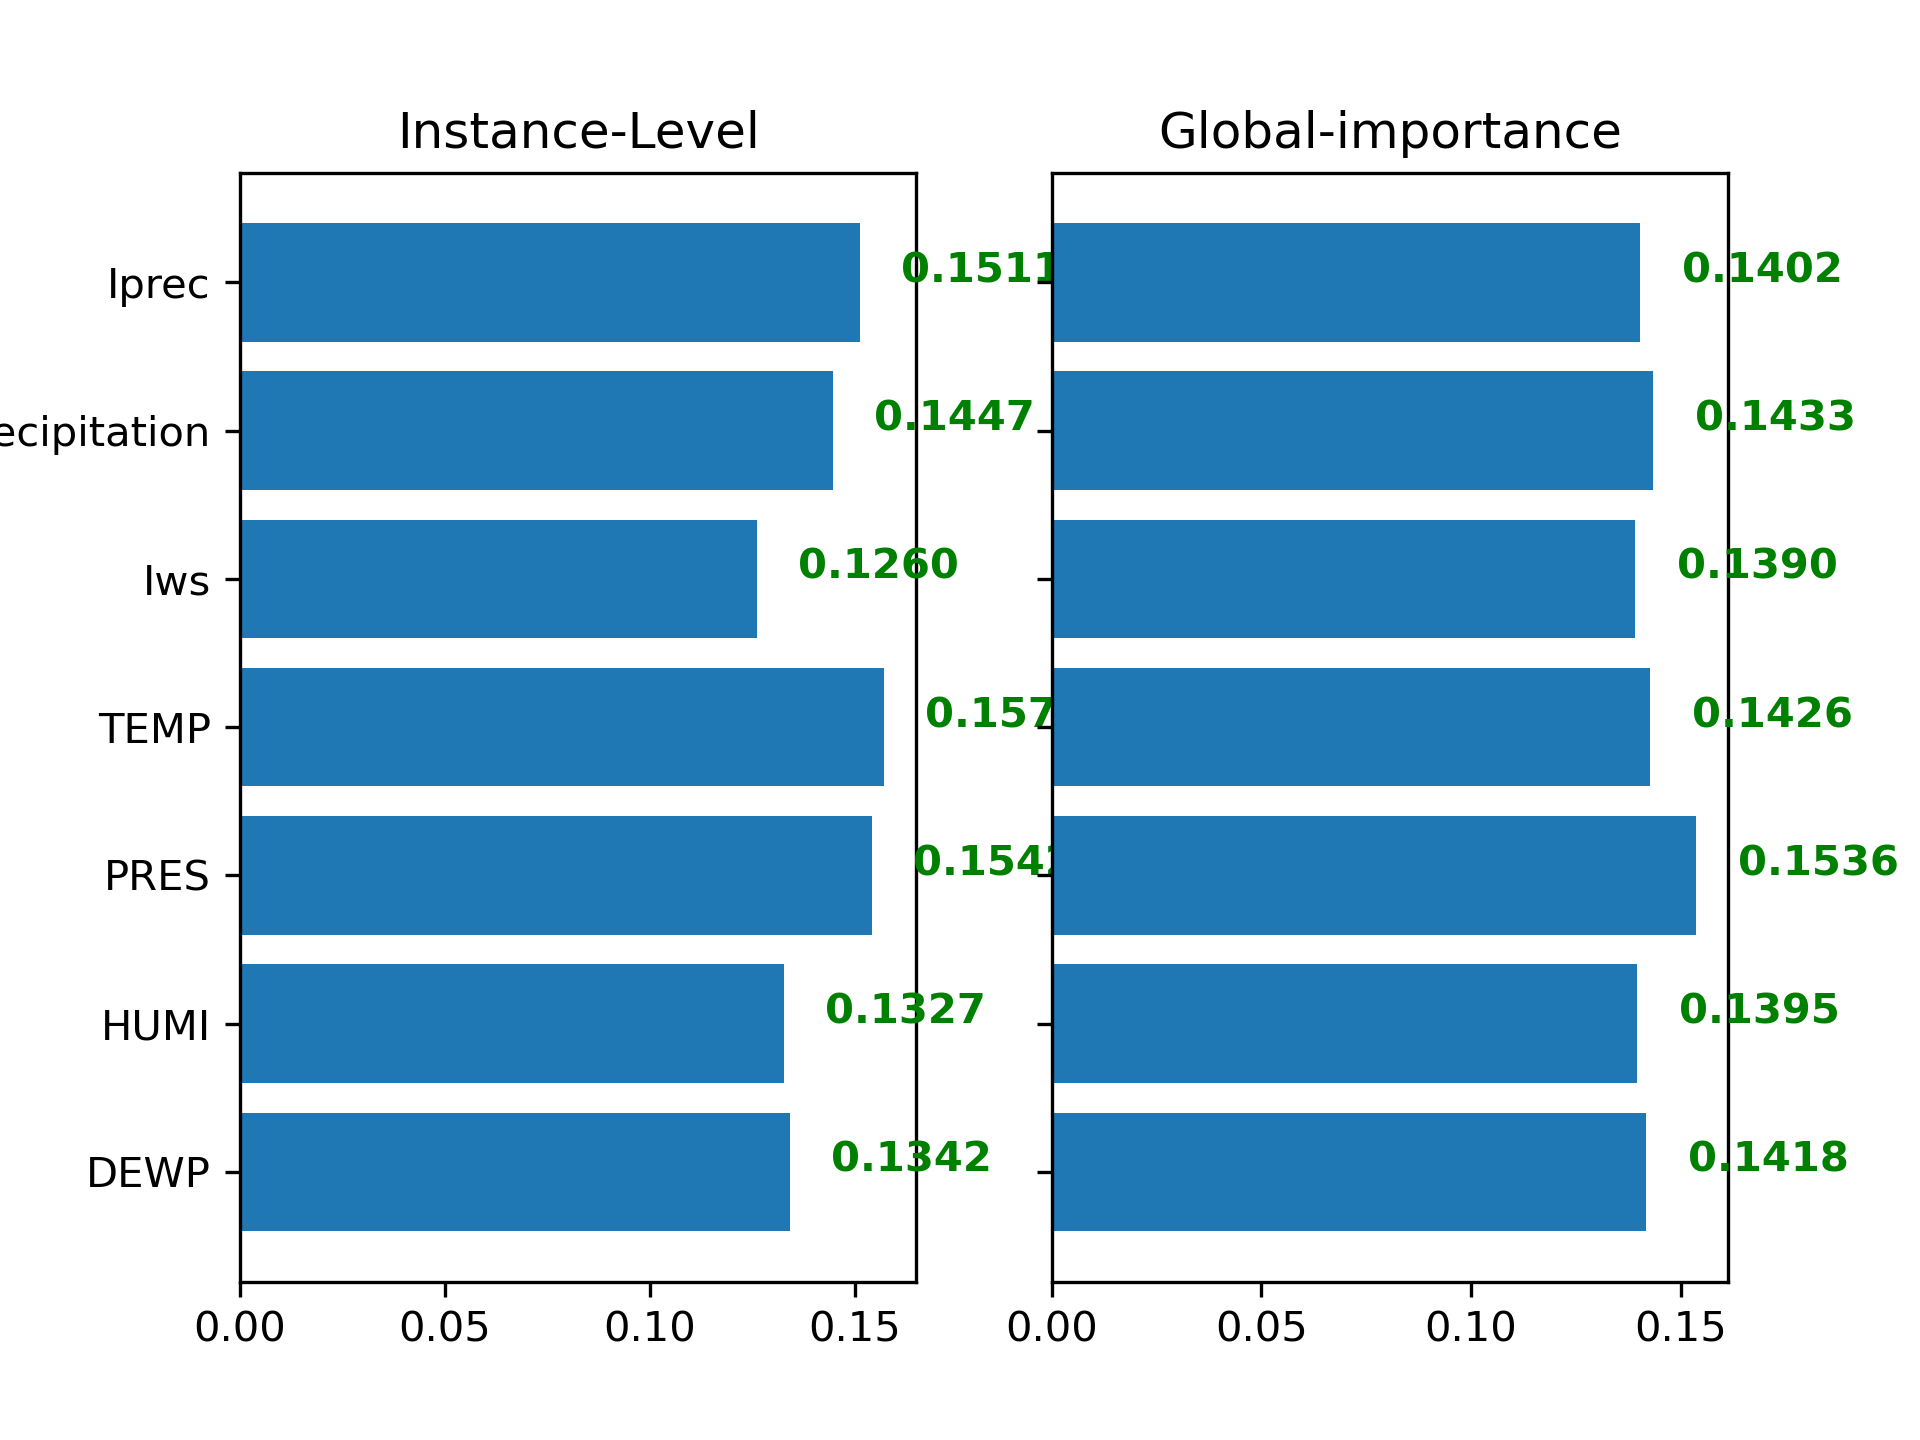 Instance-Level Global-importance
Iprec 0.1511 0.1402
ecipitation 0.1447 0.1433
Iws 0.1260 0.1390
TEMP 0.157 0.1426
PRES 0.154 0.1536
HUMI 0.1327 0.1395
DEWP 0.1342 0.1418
0.00 0.05 0.10 0.15 0.00 0.05 0.10 0.15